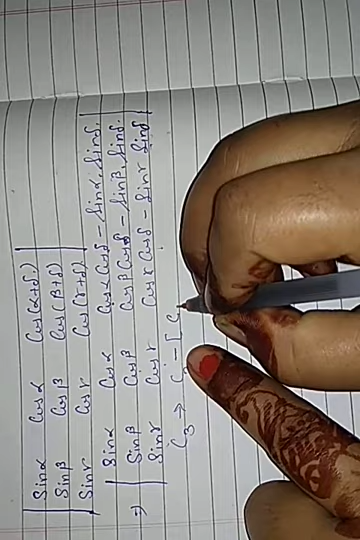 | Sinα Cosα Cos(α+δ) |
| Sinβ Cosβ Cos(β+δ) |
| Sinγ Cosγ Cos(γ+δ) |
| Sinα Cosα Cosα Cosδ - Sinα. Sinδ. |
⇒ | Sinβ Cosβ Cosβ Cosδ - Sinβ. Sinδ. |
| Sinγ Cosγ Cosγ Cosδ - Sinγ Sinδ |
C3 → C - [ C